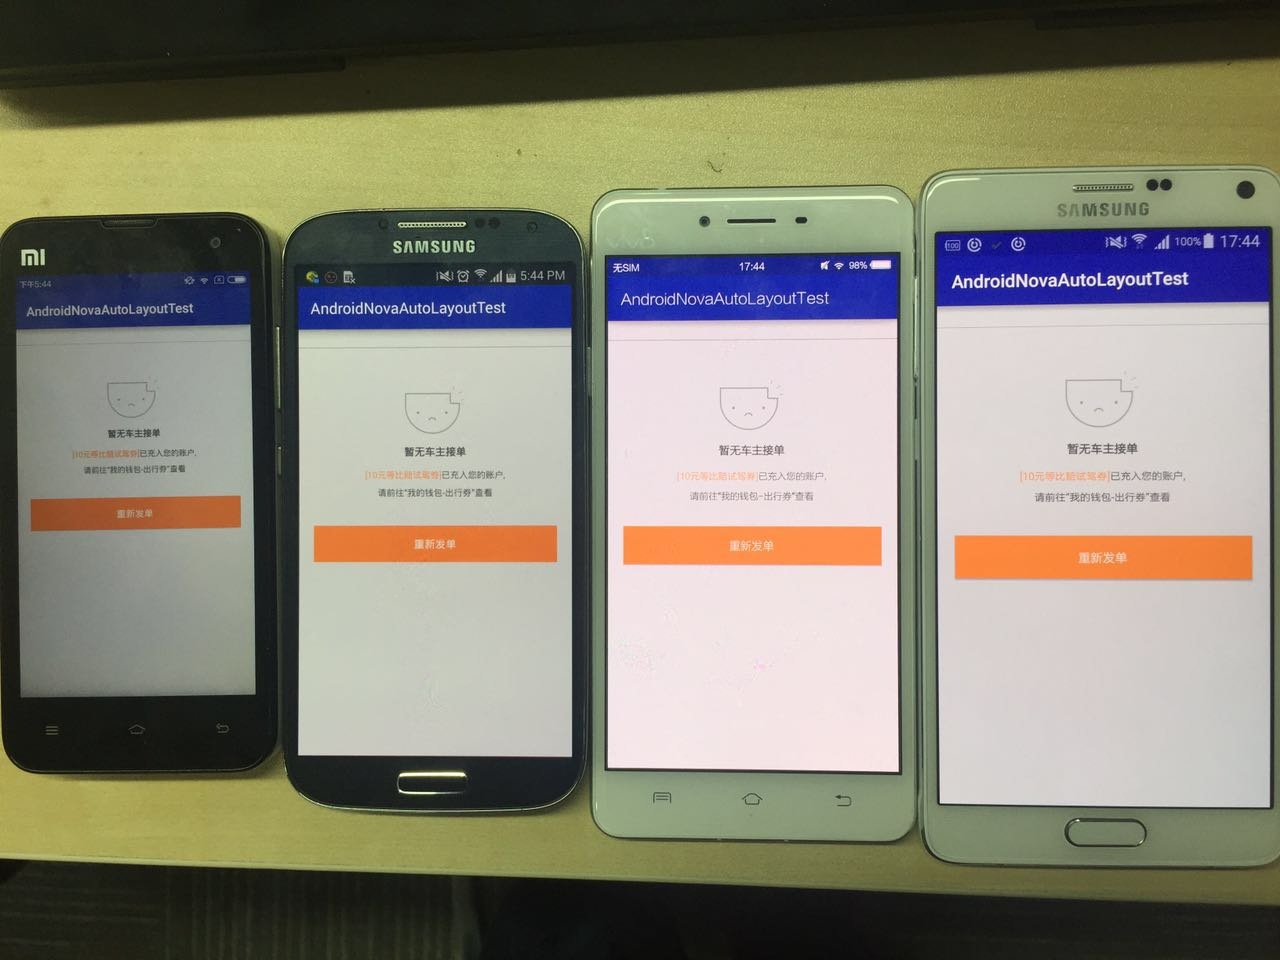 MI
下午5:44
AndroidNovaAutoLayoutTest
暂无车主接单
[10元等比赔试驾券]已充入您的账户,
请前往"我的钱包-出行券"查看
重新发单
SAMSUNG
5:44 PM
AndroidNovaAutoLayoutTest
暂无车主接单
[10元等比赔试驾券]已充入您的账户,
请前往"我的钱包-出行券"查看
重新发单
无SIM
17:44
98%
AndroidNovaAutoLayoutTest
暂无车主接单
[10元等比赔试驾券]已充入您的账户,
请前往"我的钱包-出行券"查看
重新发单
SAMSUNG
100
100%
17:44
AndroidNovaAutoLayoutTest
暂无车主接单
[10元等比赔试驾券]已充入您的账户,
请前往"我的钱包-出行券"查看
重新发单